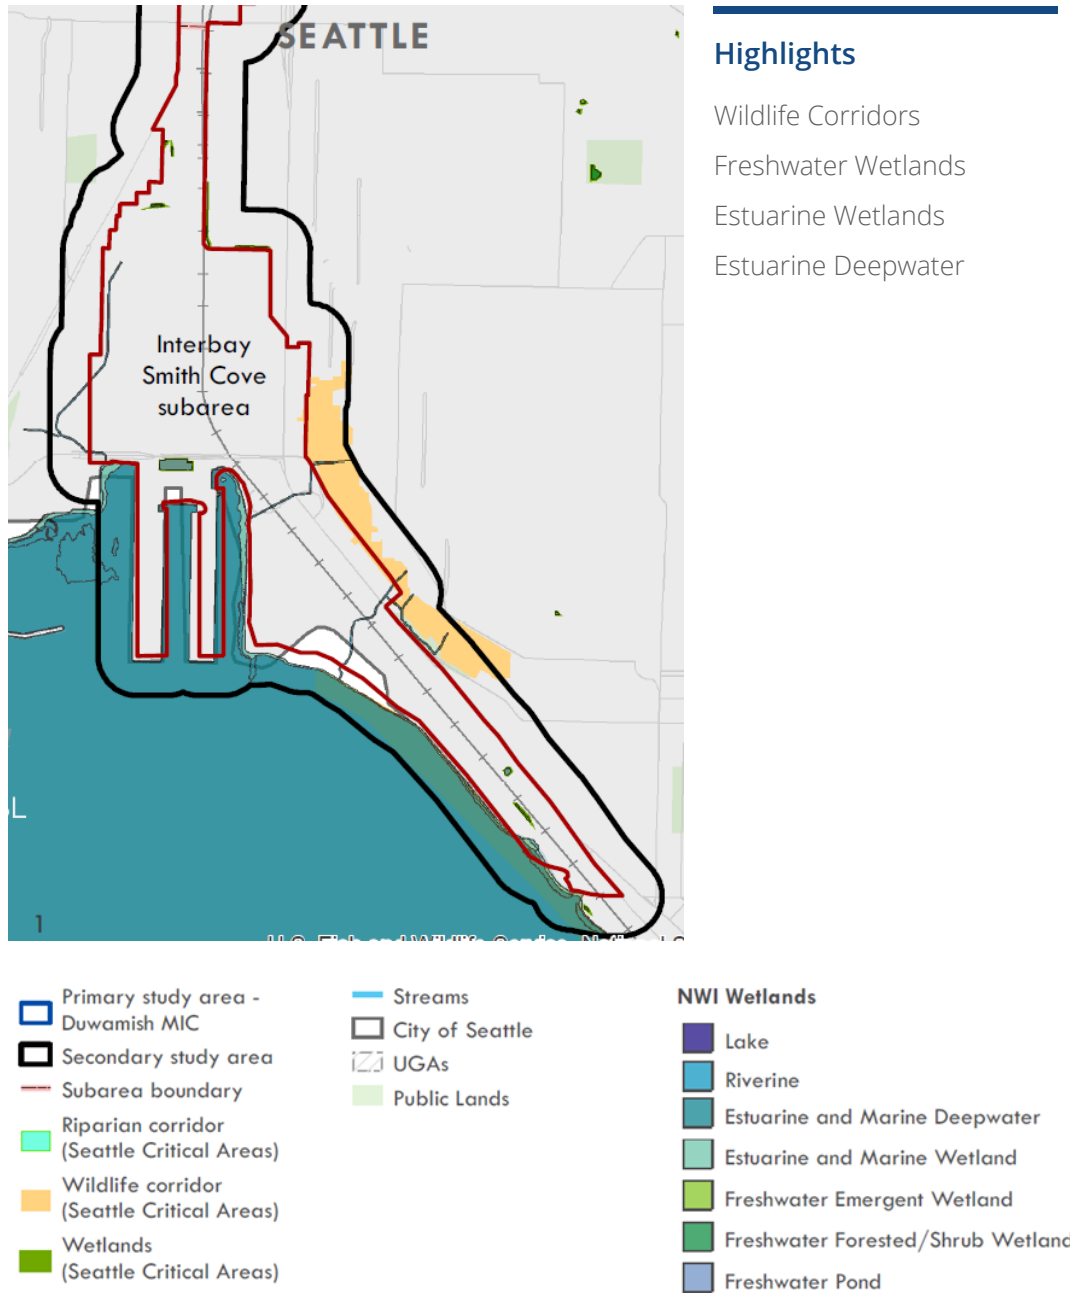 SEATTLE
Interbay
Smith Cove
subarea
1
Highlights
Wildlife Corridors
Freshwater Wetlands
Estuarine Wetlands
Estuarine Deepwater
Primary study area -
Duwamish MIC
Secondary study area
Subarea boundary
Riparian corridor
(Seattle Critical Areas)
Wildlife corridor
(Seattle Critical Areas)
Wetlands
(Seattle Critical Areas)
Streams
City of Seattle
UGAs
Public Lands
NWI Wetlands
Lake
Riverine
Estuarine and Marine Deepwater
Estuarine and Marine Wetland
Freshwater Emergent Wetland
Freshwater Forested/Shrub Wetland
Freshwater Pond